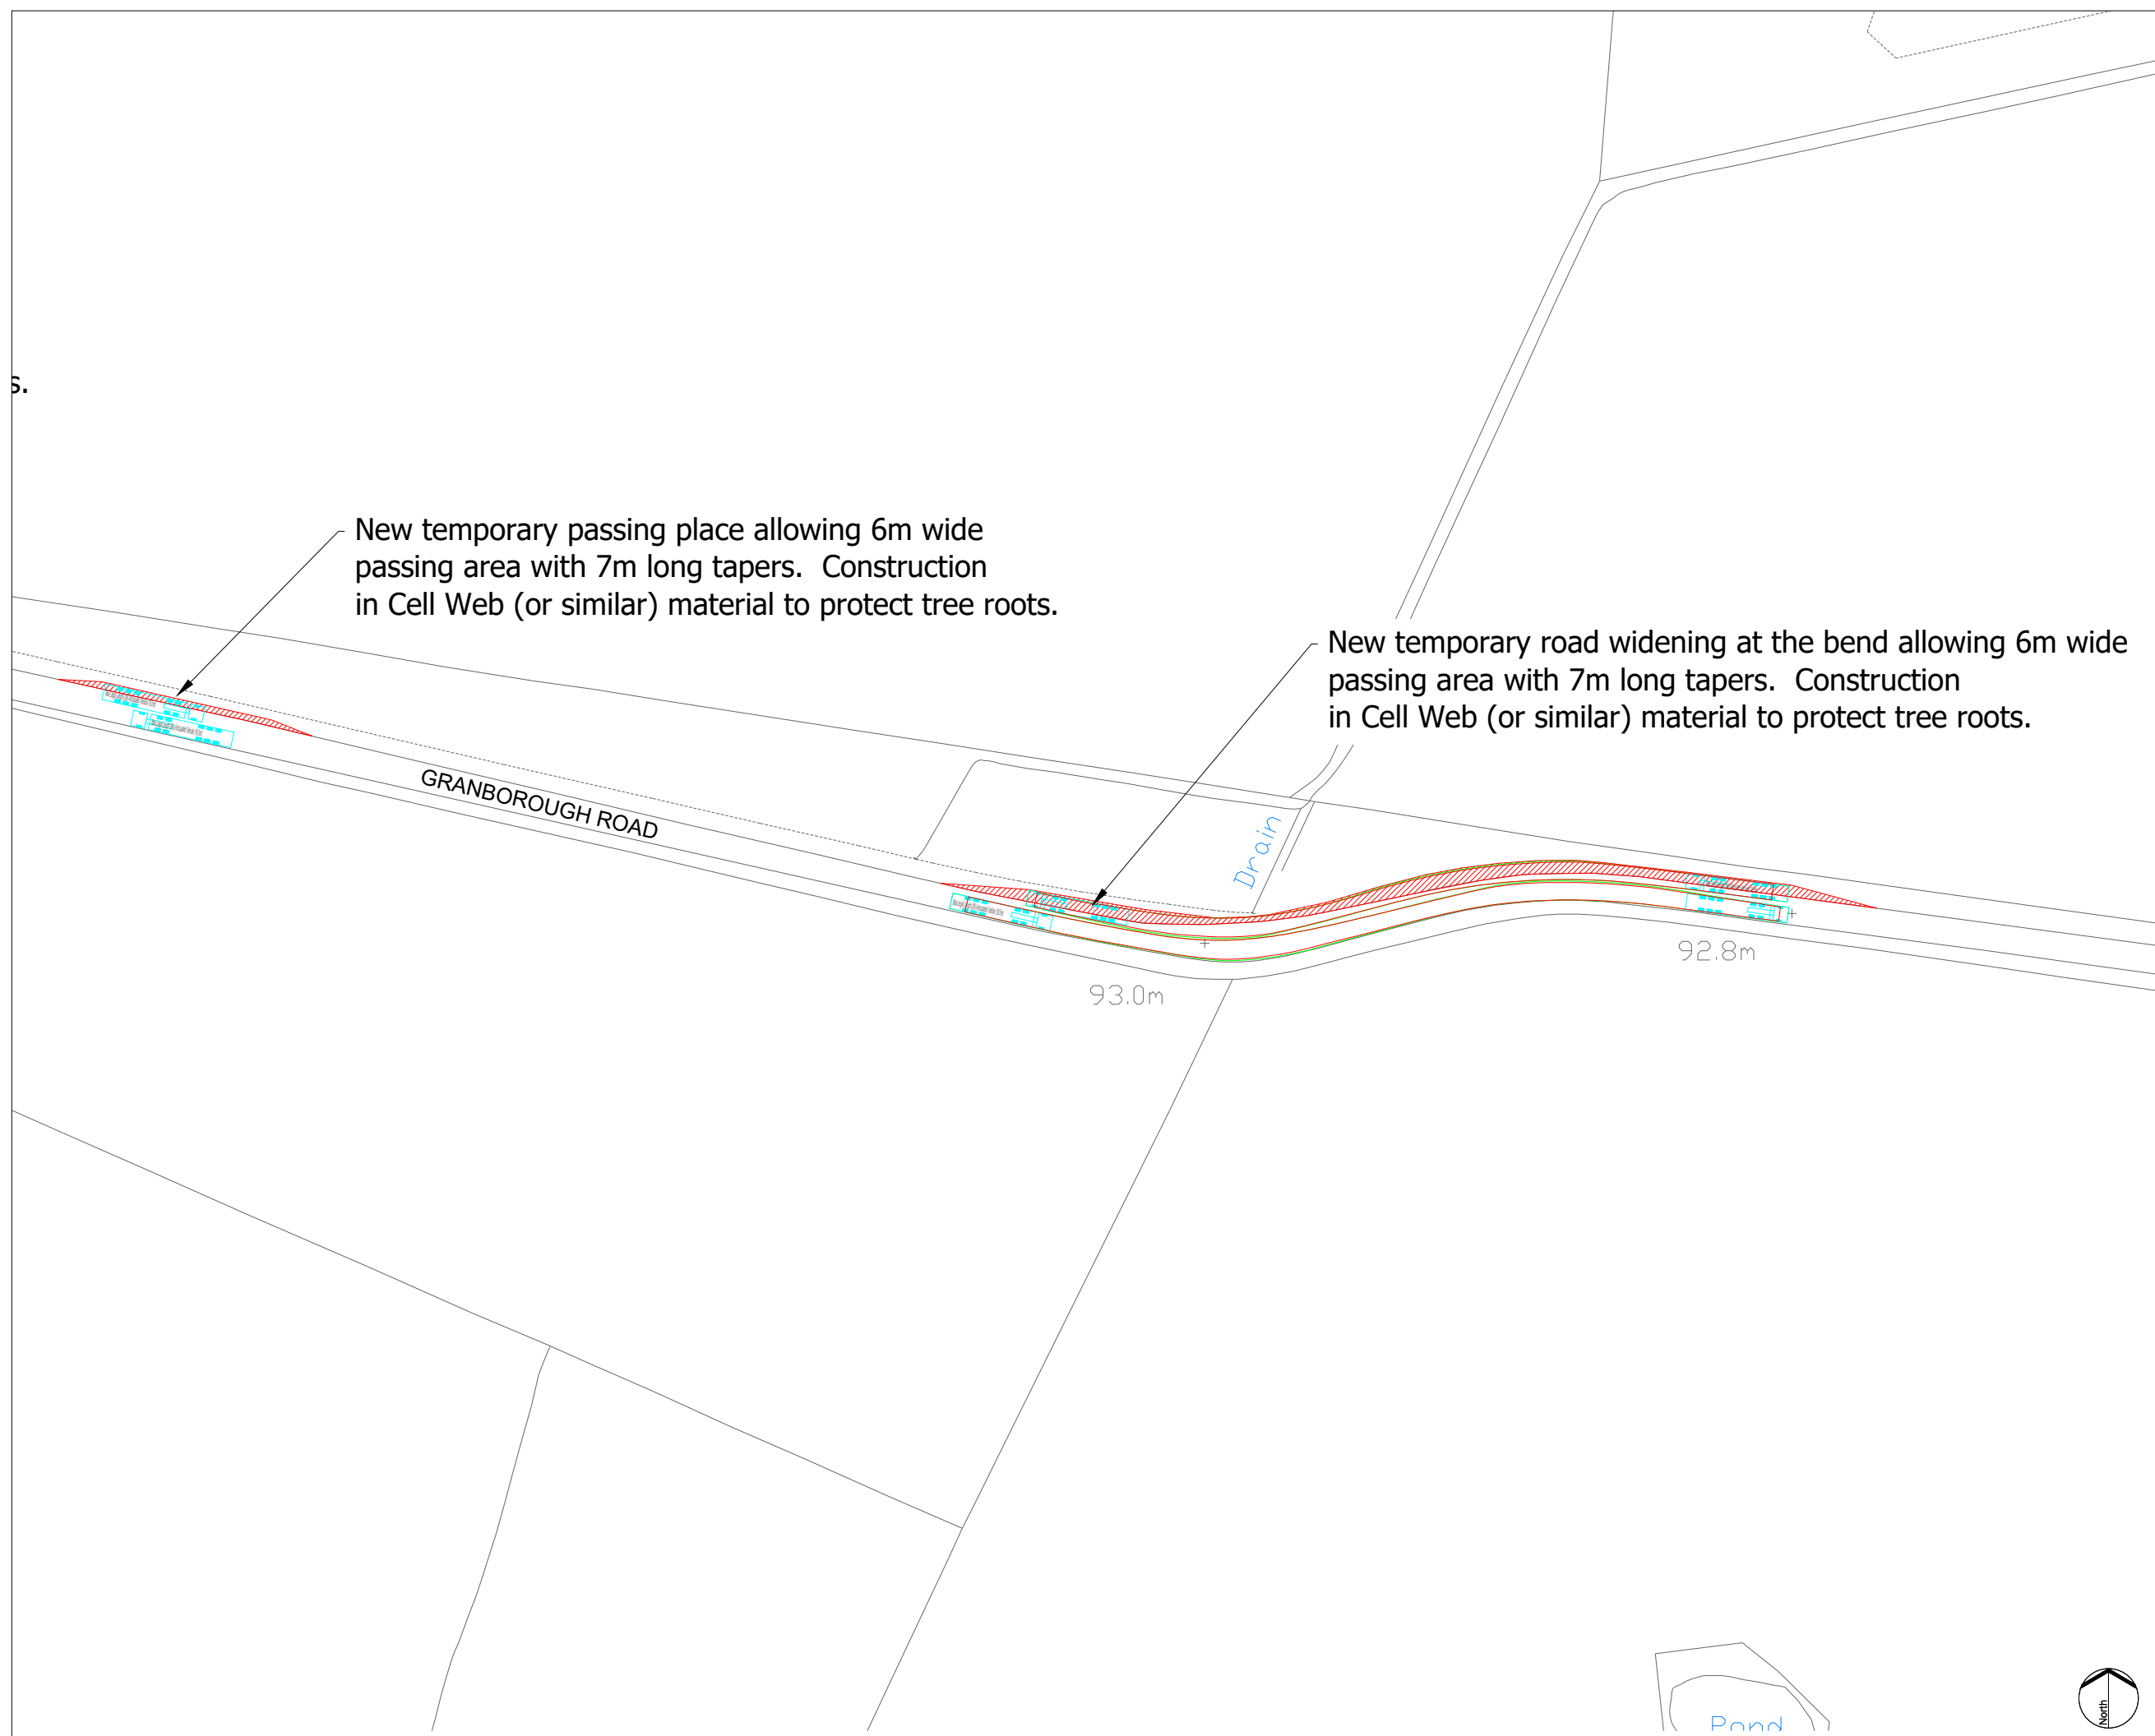 s.
New temporary passing place allowing 6m wide
passing area with 7m long tapers.  Construction
in Cell Web (or similar) material to protect tree roots.
New temporary road widening at the bend allowing 6m wide
passing area with 7m long tapers.  Construction
in Cell Web (or similar) material to protect tree roots.
GRANBOROUGH ROAD
Drain
92.8m
93.0m
Pond
North